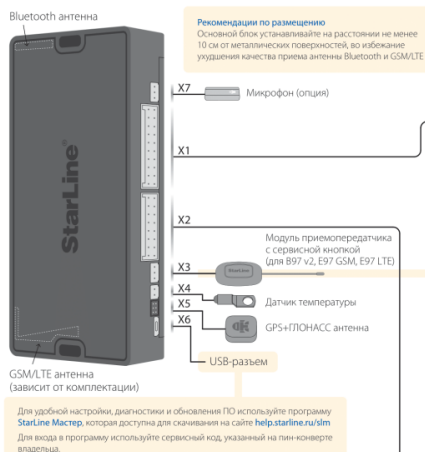 Bluetooth антенна
Рекомендации по размещению
Основной блок устанавливайте на расстоянии не менее
10 см от металлических поверхностей, во избежание
ухудшения качества приема антенны Bluetooth и GSM/LTE
X7
Микрофон (опция)
X1
StarLine®
X2
Модуль приемопередатчика
с сервисной кнопкой
(для B97 v2, E97 GSM, E97 LTE)
X3
StarLine
X4
Датчик температуры
X5
GPS+ГЛОНАСС антенна
X6
USB-разъем
GSM/LTE антенна
(зависит от комплектации)
Для удобной настройки, диагностики и обновления ПО используйте программу
StarLine Мастер, которая доступна для скачивания на сайте help.starline.ru/slm
Для входа в программу используйте сервисный код, указанный на пин-конверте
владельца.